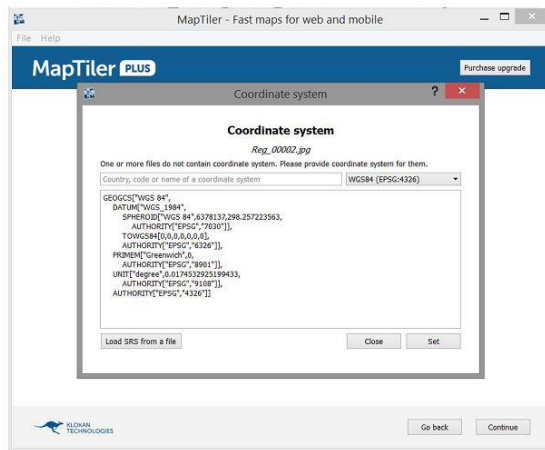 MapTiler - Fast maps for web and mobile
File Help
MapTiler PLUS
Purchase upgrade
Coordinate system
Coordinate system
Reg_00002.jpg
One or more files do not contain coordinate system. Please provide coordinate system for them.
Country, code or name of a coordinate system
WGS84 (EPSG:4326)
GEOGCS["WGS 84",
DATUM["WGS_1984",
SPHEROID["WGS 84",6378137,298.257223563,
AUTHORITY["EPSG","7030"]],
TOWGS84[0,0,0,0,0,0,0],
AUTHORITY["EPSG","6326"]],
PRIMEM["Greenwich",0,
AUTHORITY["EPSG","8901"]],
UNIT["degree",0.0174532925199433,
AUTHORITY["EPSG","9108"]],
AUTHORITY["EPSG","4326"]]
Load SRS from a file
Close
Set
KLOKAN
TECHNOLOGIES
Go back
Continue